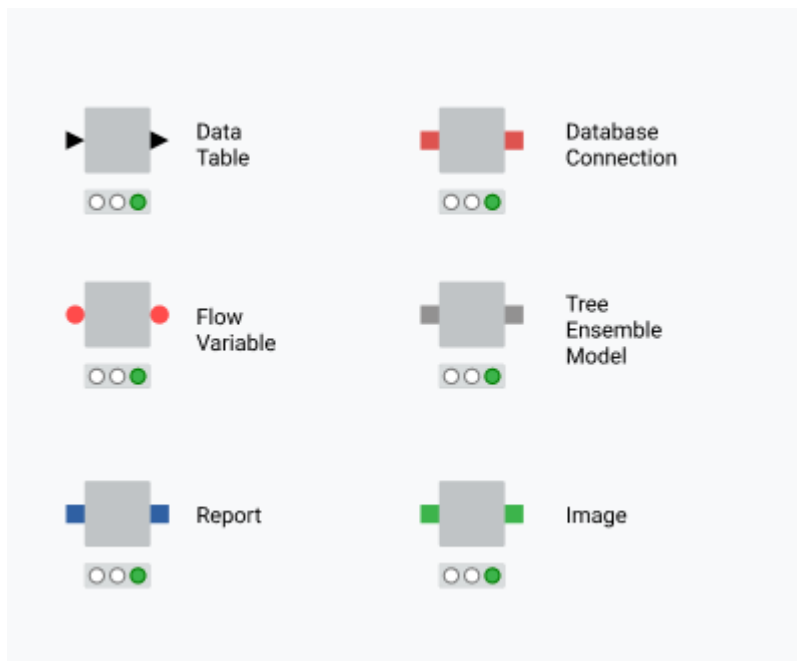 Data
Table
Database
Connection
Flow
Variable
Tree
Ensemble
Model
Report
Image